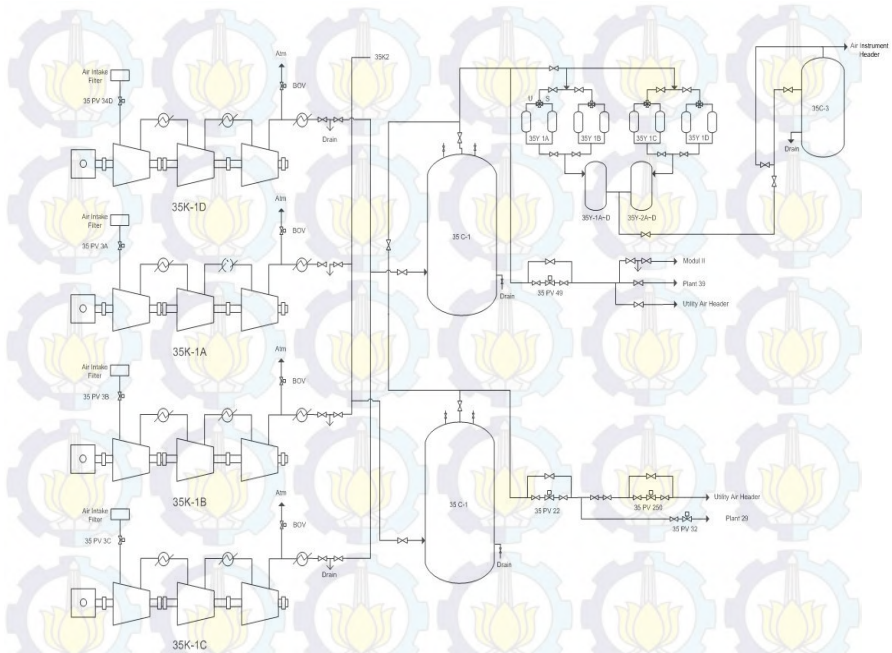 Air Intake
Filter
35 PV 34D
Atm
BOV
Drain
35K-1D
35K2
Air Intake
Filter
35 PV 3A
Atm
BOV
35K-1A
Air Intake
Filter
35 PV 3B
Atm
BOV
35K-1B
Air Intake
Filter
35 PV 3C
Atm
BOV
Drain
35K-1C
35 C-1
Drain
35 C-1
Drain
U S
35Y 1A
35Y 1B
35Y 1C
35Y 1D
35Y-1A~D
35Y-2A~D
Air Instrument
Header
35C-3
Drain
35 PV 49
Modul II
Plant 39
Utility Air Header
35 PV 22
35 PV 259
Utility Air Header
35 PV 32
Plant 29